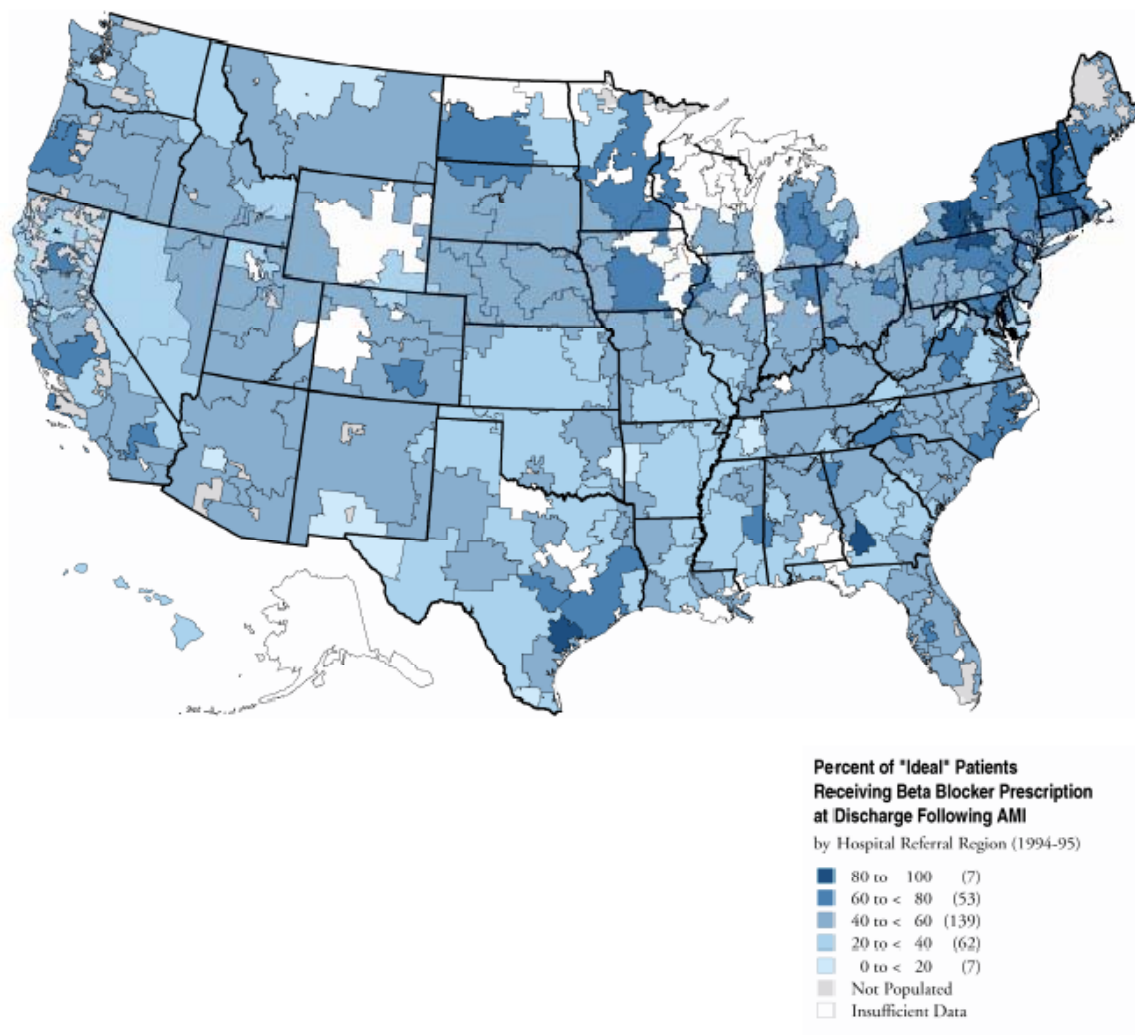 Percent of "Ideal" Patients
Receiving Beta Blocker Prescription
at Discharge Following AMI
by Hospital Referral Region (1994-95)
80 to 100 (7)
60 to < 80 (53)
40 to < 60 (139)
20 to < 40 (62)
0 to < 20 (7)
Not Populated
Insufficient Data